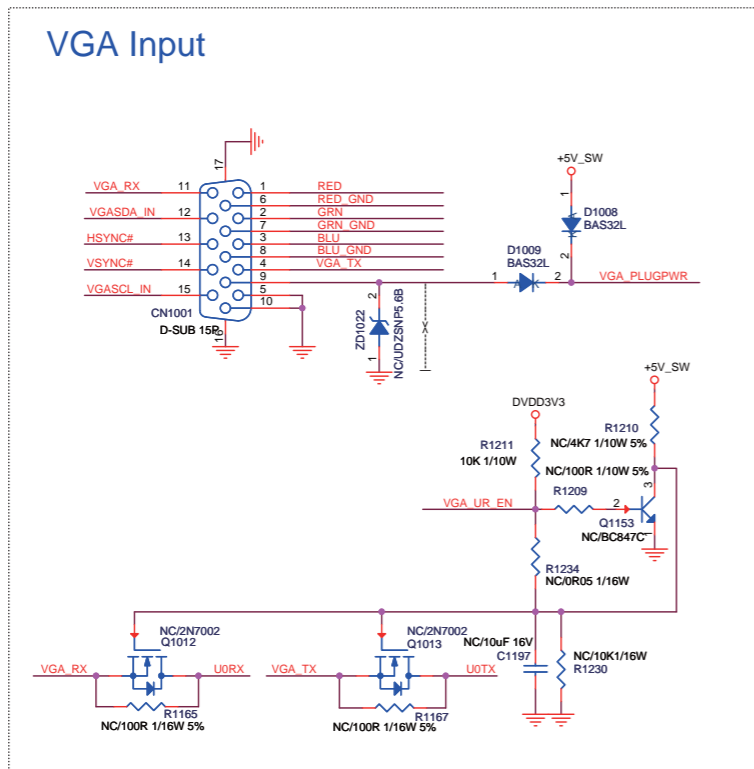 VGA Input
17
VGA_RX 11 1 RED
6 RED_GND
VGASDA_IN 12 2 GRN
7 GRN_GND
HSYNC# 13 3 BLU
8 BLU_GND
VSYNC# 14 4 VGA_TX
9
VGASCL_IN 15 5
10
CN1001
D-SUB 15P
16
2
ZD1022
NC/UDZSNP5.6B
1
X
+5V_SW
1
D1008
BAS32L
2
D1009
BAS32L
1 2 VGA_PLUGPWR
+5V_SW
DVDD3V3
R1210
NC/4K7 1/10W 5%
R1211
10K 1/10W
NC/100R 1/10W 5%
R1209
3
VGA_UR_EN
2
Q1153
NC/BC847C
1
R1234
NC/0R05 1/16W
NC/2N7002
Q1012
VGA_RX U0RX
R1165
NC/100R 1/16W 5%
NC/2N7002
Q1013
VGA_TX U0TX
R1167
NC/100R 1/16W 5%
NC/10uF 16V
C1197
NC/10K1/16W
R1230